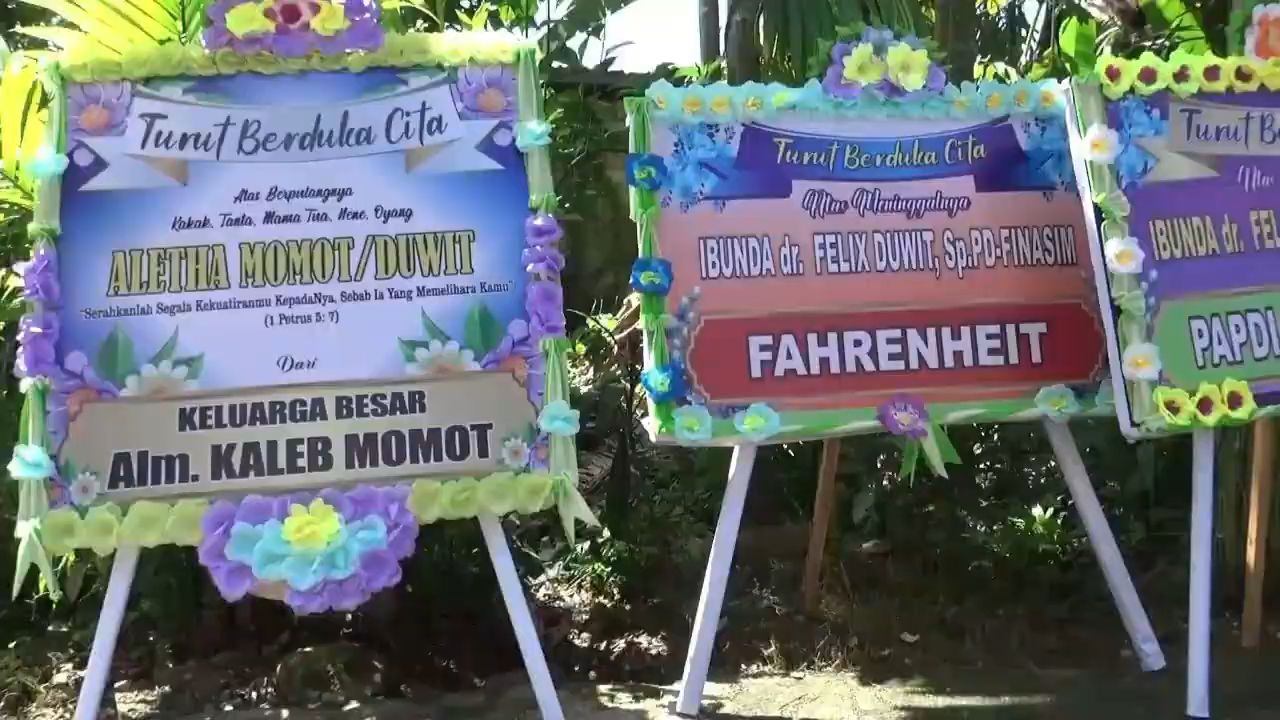 Turut Berduka Cita
Atas Berpulangnya
Kakak, Tanta, Mama Tua, Nene, Oyang
ALETHA MOMOT/DUWIT
"Serahkanlah Segala Kekuatiranmu KepadaNya, Sebab Ia Yang Memelihara Kamu"
(1 Petrus 5: 7)
Dari
KELUARGA BESAR
Alm. KALEB MOMOT
Turut Berduka Cita
Atas Meninggalnya
IBUNDA dr. FELIX DUWIT, Sp.PD-FINASIM
FAHRENHEIT
Turut B
Atas
IBUNDA dr. FEL
PAPDI